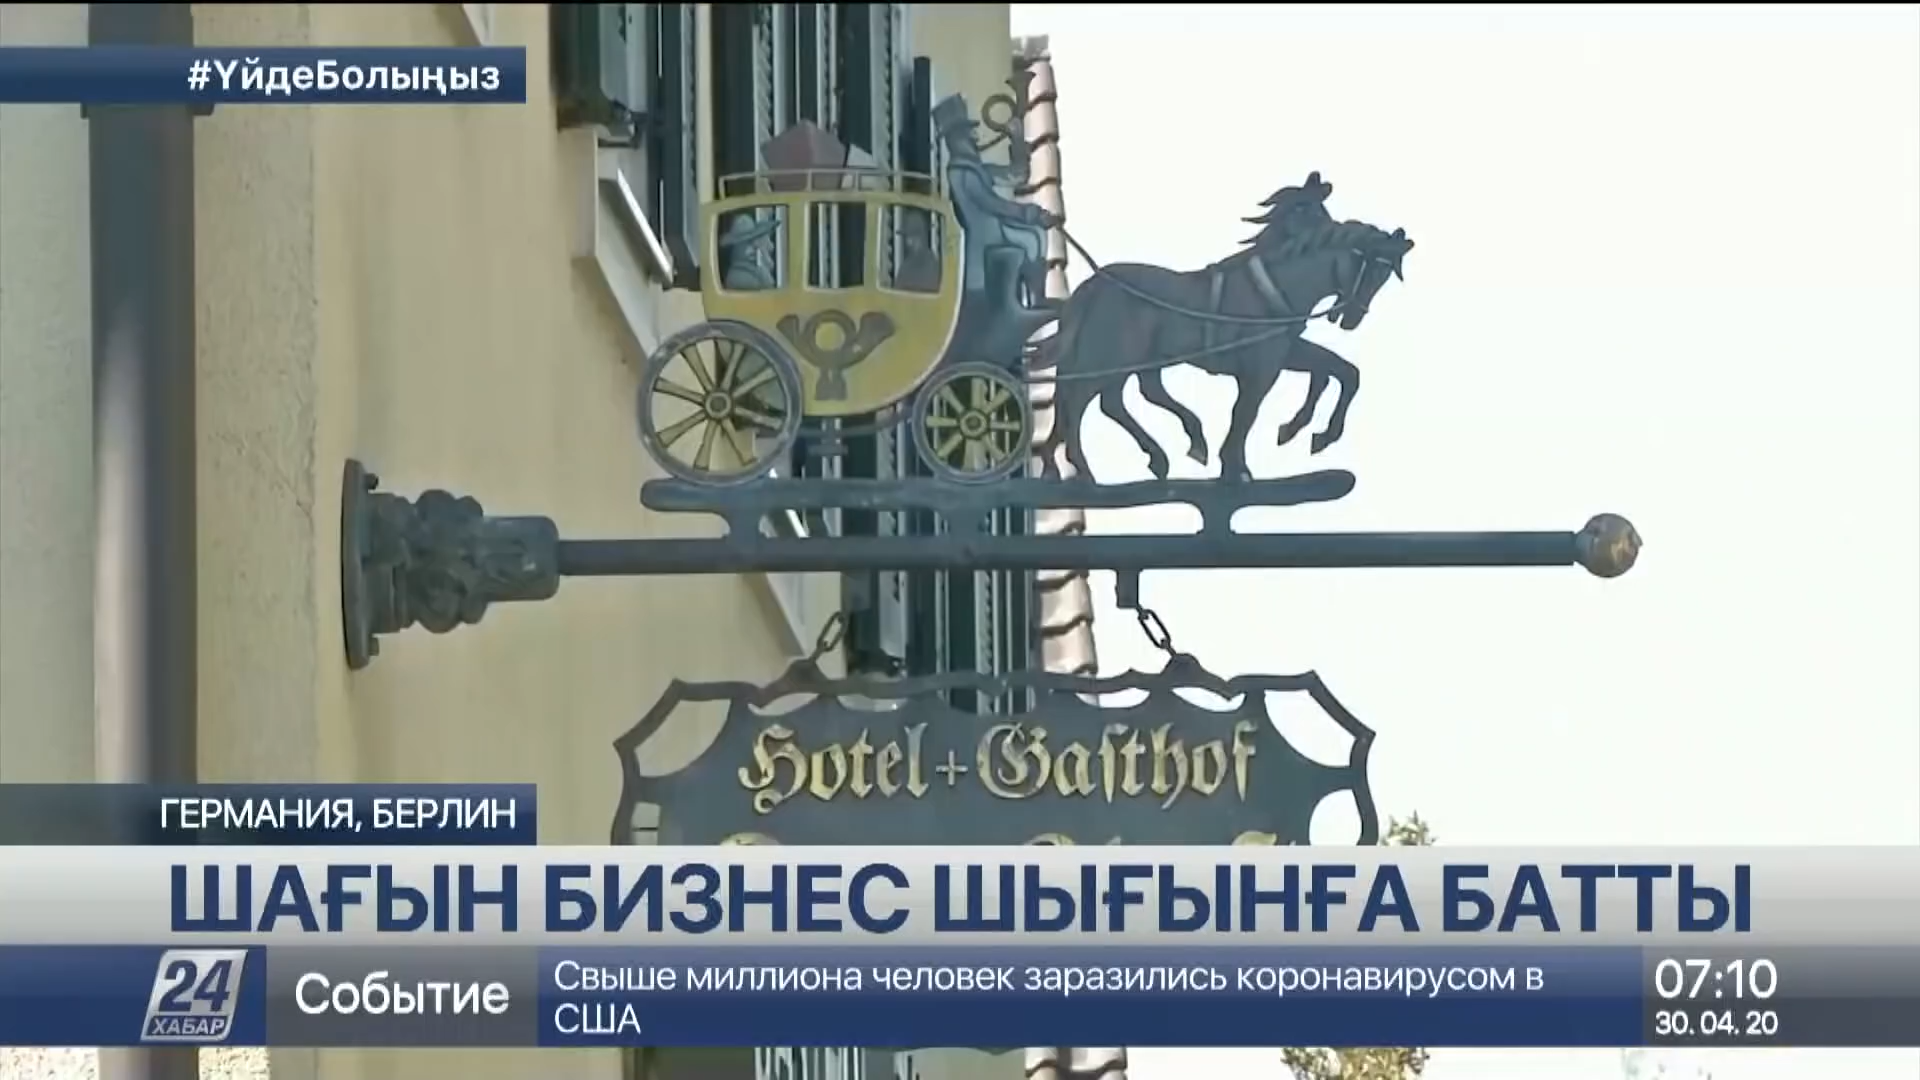 #ҮйдеБолыңыз
Hotel + Gasthof
ГЕРМАНИЯ, БЕРЛИН
ШАҒЫН БИЗНЕС ШЫҒЫНҒА БАТТЫ
24
ХАБАР
Событие
Свыше миллиона человек заразились коронавирусом в
США
07:10
30.04.20